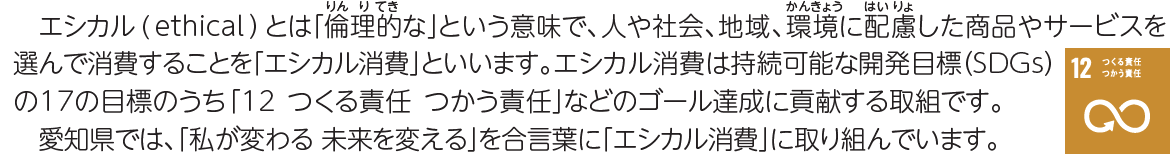 りん り てき かんきょう はいりょ
エシカル(ethical)とは「倫理的な」という意味で、人や社会、地域、環境に配慮した商品やサービスを
選んで消費することを「エシカル消費」といいます。エシカル消費は持続可能な開発目標(SDGs)
の17の目標のうち「12 つくる責任 つかう責任」などのゴール達成に貢献する取組です。
愛知県では、「私が変わる 未来を変える」を合言葉に「エシカル消費」に取り組んでいます。
12 つくる責任
つかう責任